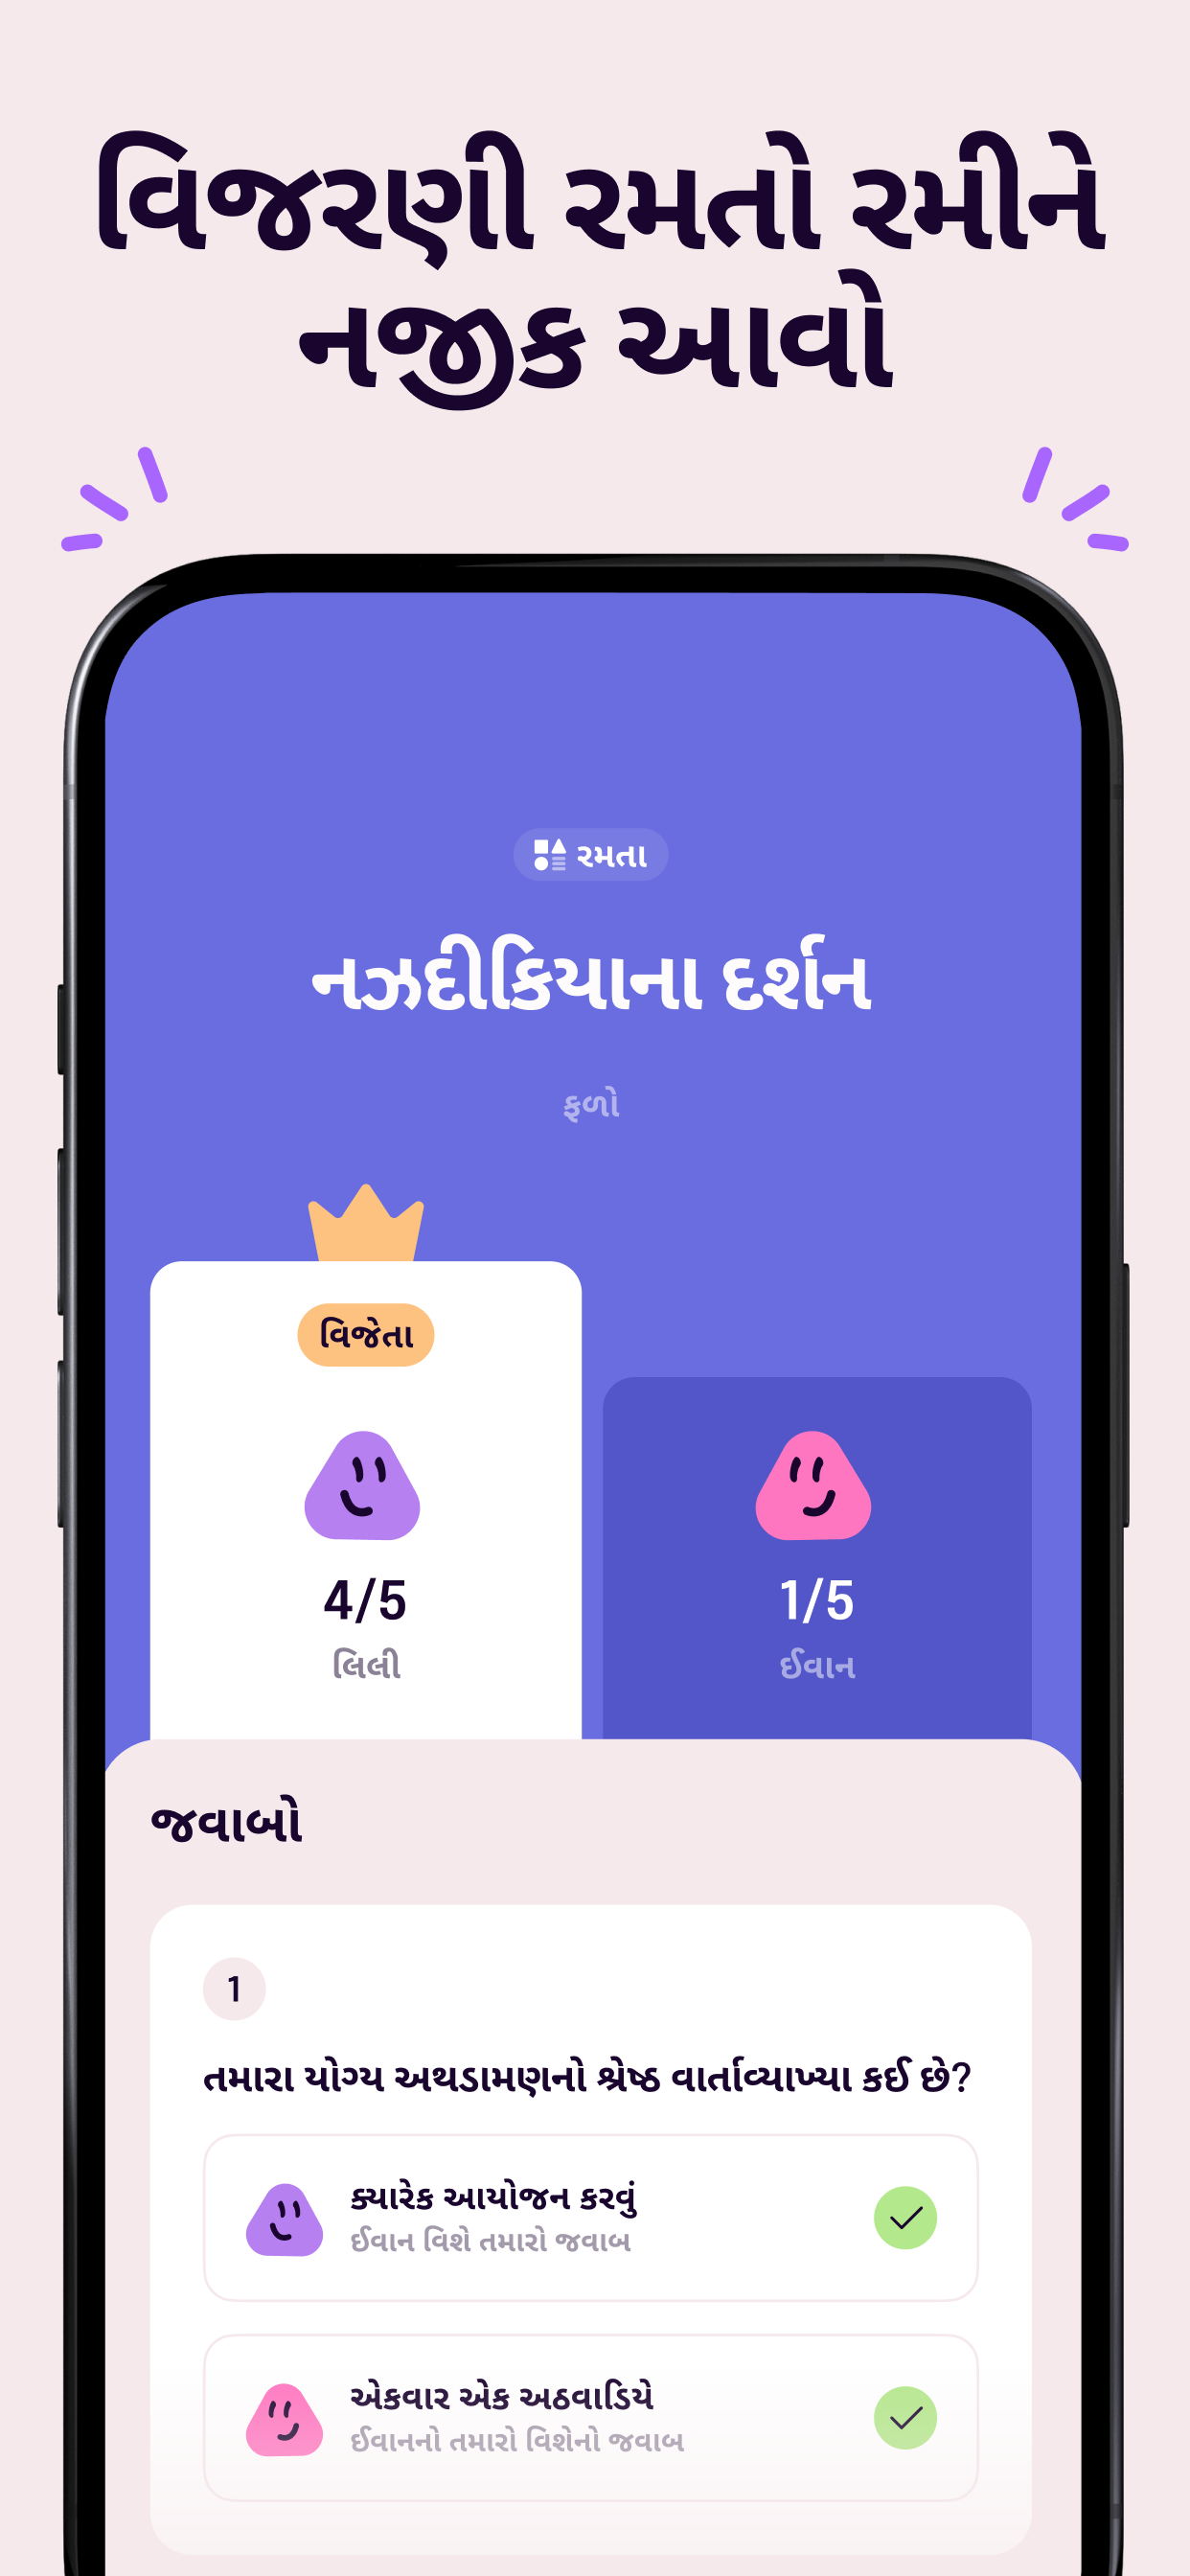 વિજરણી રમતો રમીને
નજીક આવો
રમતા
નઝદીકિયાના દર્શન
ફળો
વિજેતા
4/5
લિલી
1/5
ઈવાન
જવાબો
1
તમારા યોગ્ય અથડામણનો શ્રેષ્ઠ વાર્તાવ્યાખ્યા કઈ છે?
ક્યારેક આયોજન કરવું
ઈવાન વિશે તમારો જવાબ
એકવાર એક અઠવાડિયે
ઈવાનનો તમારો વિશેનો જવાબ